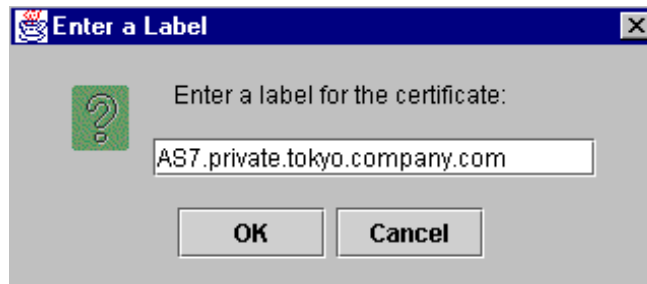 Enter a Label
Enter a label for the certificate:
AS7.private.tokyo.company.com
OK
Cancel